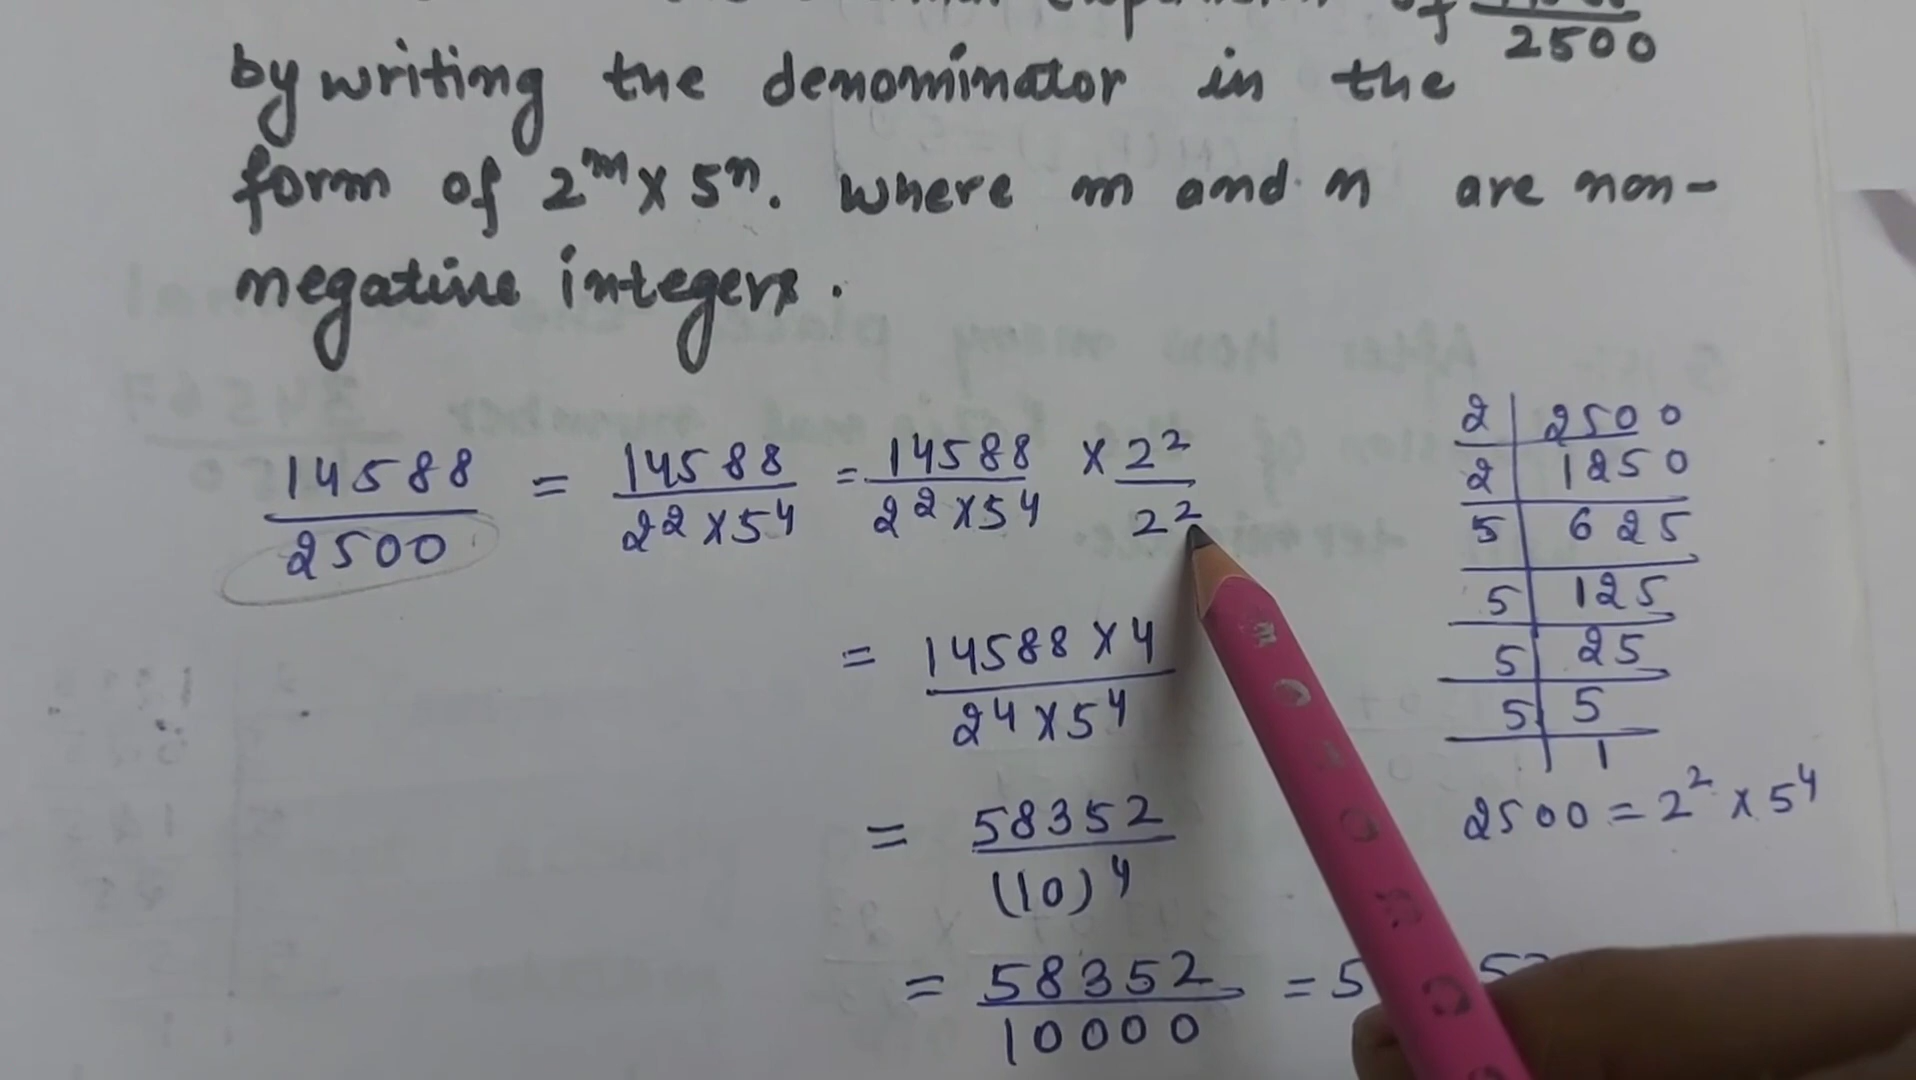 of
2500
by writing the denominator in the
form of 2^m x 5^n. where m and n are non-
negative integers.
14588/2500 = 14588/2^2 x 5^4 = 14588/2^2 x 5^4 x 2^2/2^2
= 14588 x 4/2^4 x 5^4
= 58352/(10)^4
= 58352/10000 = 5
2 | 2500
2 | 1250
5 | 625
5 | 125
5 | 25
5 | 5
| 1
2500 = 2^2 x 5^4